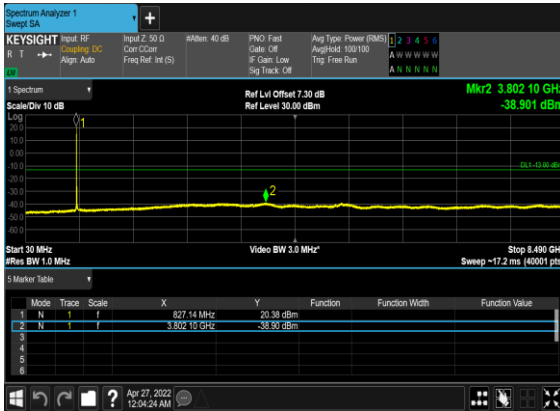 Spectrum Analyzer 1
Swept SA
+
KEYSIGHT Input: RF Input Z: 50 Ω #Atten: 40 dB PNO: Fast Avg Type: Power (RMS) 1 2 3 4 5 6
R T Coupling: DC Corr CCorr Gate: Off Avg|Hold: 100/100 A W W W W W
Align: Auto Freq Ref: Int (S) IF Gain: Low Trig: Free Run
Sig Track: Off A N N N N N
1 Spectrum
Scale/Div 10 dB
Ref Lvl Offset 7.30 dB
Ref Level 30.00 dBm
Mkr2 3.802 10 GHz
-38.901 dBm
Log
20.0
10.0
0.00
-10.0
-20.0
-30.0
-40.0
-50.0
-60.0
1
2
DL1 -13.00 dBm
Start 30 MHz Video BW 3.0 MHz* Stop 8.490 GHz
#Res BW 1.0 MHz Sweep ~17.2 ms (40001 pts)
5 Marker Table
Mode Trace Scale X Y Function Function Width Function Value
1 N 1 f 827.14 MHz 20.38 dBm
2 N 1 f 3.802 10 GHz -38.90 dBm
3
4
5
6
? Apr 27, 2022
12:04:24 AM